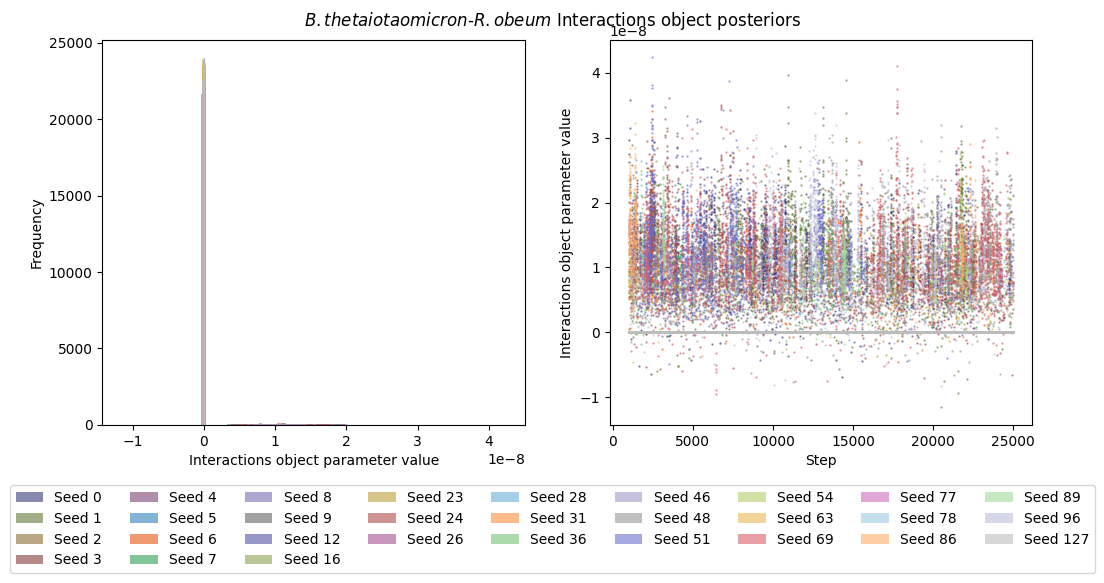 B.thetaiotaomicron-R.obeum Interactions object posteriors
25000
20000
15000
10000
5000
0
Frequency
−1 0 1 2 3 4
1e−8
Interactions object parameter value
1e−8
4
3
2
1
0
−1
Interactions object parameter value
0 5000 10000 15000 20000 25000
Step
Seed 0 Seed 4 Seed 8 Seed 23 Seed 28 Seed 46 Seed 54 Seed 77 Seed 89
Seed 1 Seed 5 Seed 9 Seed 24 Seed 31 Seed 48 Seed 63 Seed 78 Seed 96
Seed 2 Seed 6 Seed 12 Seed 26 Seed 36 Seed 51 Seed 69 Seed 86 Seed 127
Seed 3 Seed 7 Seed 16